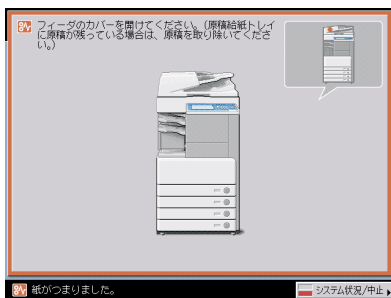 フィーダのカバーを開けてください。(原稿給紙トレイ
に原稿が残っている場合は、原稿を取り除いてくださ
い。)
紙がつまりました。
システム状況/中止